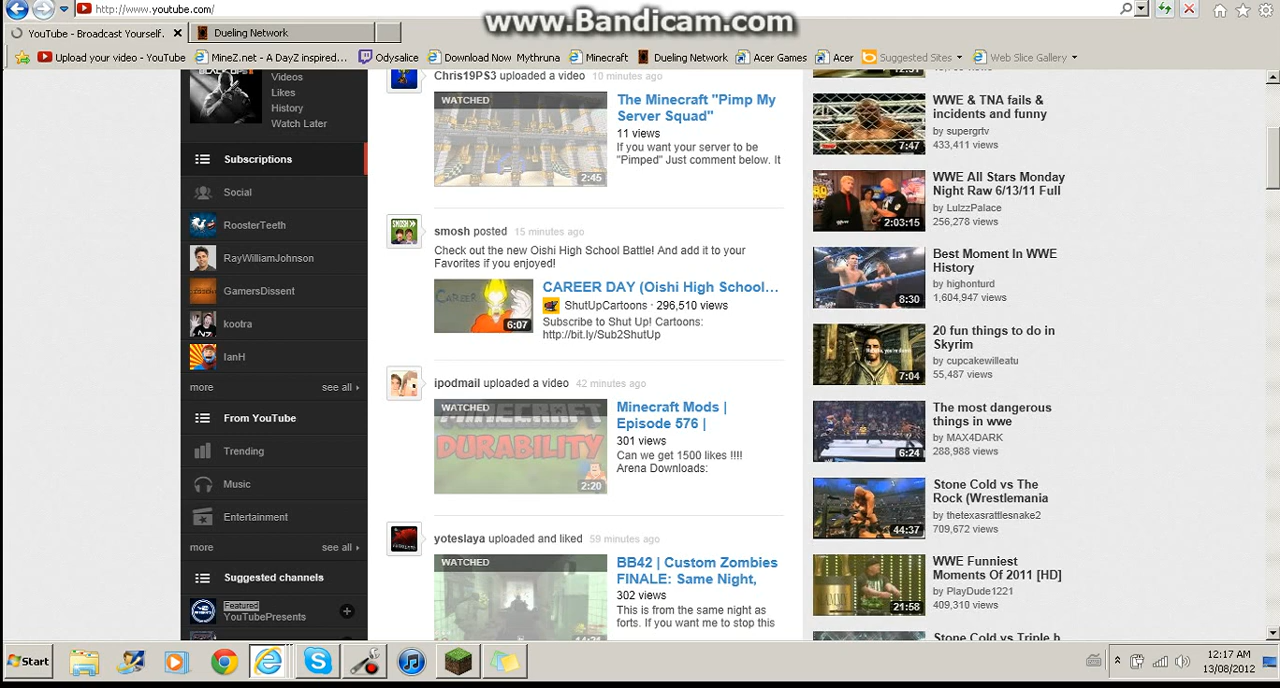 www.Bandicam.com
http://www.youtube.com/
YouTube - Broadcast Yourself.
Dueling Network
Upload your video - YouTube
MineZ.net - A DayZ inspired...
Odysalice
Download Now Mythruna
Minecraft
Dueling Network
Acer Games
Acer
Suggested Sites
Web Slice Gallery
Videos
Likes
History
Watch Later
Subscriptions
Social
RoosterTeeth
RayWilliamJohnson
GamersDissent
kootra
IanH
more
see all ›
From YouTube
Trending
Music
Entertainment
more
see all ›
Suggested channels
Featured
YouTubePresents
Chris19PS3 uploaded a video 10 minutes ago
WATCHED
2:45
The Minecraft "Pimp My
Server Squad"
11 views
If you want your server to be
"Pimped" Just comment below. It
smosh posted 15 minutes ago
Check out the new Oishi High School Battle! And add it to your
Favorites if you enjoyed!
6:07
CAREER DAY (Oishi High School...
ShutUpCartoons · 296,510 views
Subscribe to Shut Up! Cartoons:
http://bit.ly/Sub2ShutUp
ipodmail uploaded a video 42 minutes ago
WATCHED
MINECRAFT
DURABILITY
2:20
Minecraft Mods |
Episode 576 |
301 views
Can we get 1500 likes !!!!
Arena Downloads:
yoteslaya uploaded and liked 59 minutes ago
WATCHED
BB42 | Custom Zombies
FINALE: Same Night,
302 views
This is from the same night as
forts. If you want me to stop this
WWE & TNA fails &
incidents and funny
by supergrtv
433,411 views
7:47
WWE All Stars Monday
Night Raw 6/13/11 Full
by LulzzPalace
256,278 views
2:03:15
Best Moment In WWE
History
by highonturd
1,604,947 views
8:30
20 fun things to do in
Skyrim
by cupcakewilleatu
55,487 views
7:04
The most dangerous
things in wwe
by MAX4DARK
288,988 views
6:24
Stone Cold vs The
Rock (Wrestlemania
by thetexasrattlesnake2
709,672 views
44:37
WWE Funniest
Moments Of 2011 [HD]
by PlayDude1221
409,310 views
21:58
Stone Cold vs Triple h
Start
12:17 AM
13/08/2012